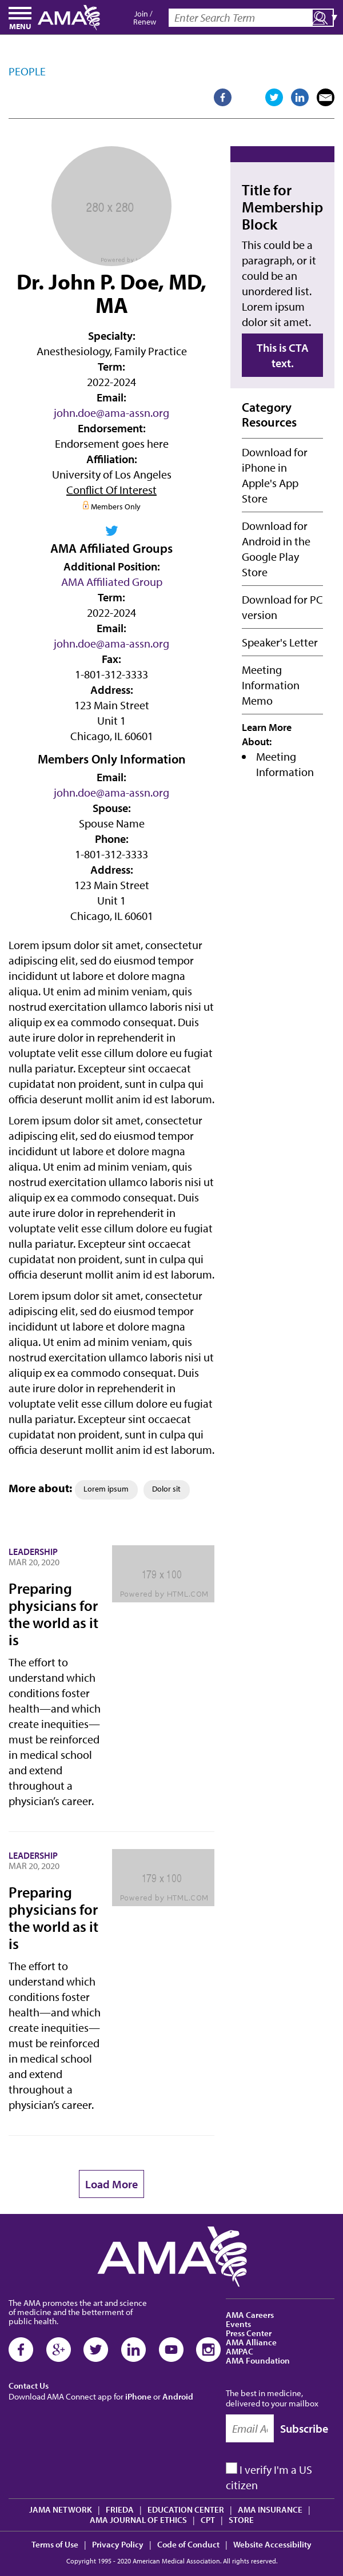 MENU
AMA
Join /
Renew
Enter Search Term
PEOPLE
280 x 280
Powered By
Dr. John P. Doe, MD,
MA
Specialty:
Anesthesiology, Family Practice
Term:
2022-2024
Email:
john.doe@ama-assn.org
Endorsement:
Endorsement goes here
Affiliation:
University of Los Angeles
Conflict Of Interest
Members Only
AMA Affiliated Groups
Additional Position:
AMA Affiliated Group
Term:
2022-2024
Email:
john.doe@ama-assn.org
Fax:
1-801-312-3333
Address:
123 Main Street
Unit 1
Chicago, IL 60601
Members Only Information
Email:
john.doe@ama-assn.org
Spouse:
Spouse Name
Phone:
1-801-312-3333
Address:
123 Main Street
Unit 1
Chicago, IL 60601
Lorem ipsum dolor sit amet, consectetur
adipiscing elit, sed do eiusmod tempor
incididunt ut labore et dolore magna
aliqua. Ut enim ad minim veniam, quis
nostrud exercitation ullamco laboris nisi ut
aliquip ex ea commodo consequat. Duis
aute irure dolor in reprehenderit in
voluptate velit esse cillum dolore eu fugiat
nulla pariatur. Excepteur sint occaecat
cupidatat non proident, sunt in culpa qui
officia deserunt mollit anim id est laborum.
Lorem ipsum dolor sit amet, consectetur
adipiscing elit, sed do eiusmod tempor
incididunt ut labore et dolore magna
aliqua. Ut enim ad minim veniam, quis
nostrud exercitation ullamco laboris nisi ut
aliquip ex ea commodo consequat. Duis
aute irure dolor in reprehenderit in
voluptate velit esse cillum dolore eu fugiat
nulla pariatur. Excepteur sint occaecat
cupidatat non proident, sunt in culpa qui
officia deserunt mollit anim id est laborum.
Lorem ipsum dolor sit amet, consectetur
adipiscing elit, sed do eiusmod tempor
incididunt ut labore et dolore magna
aliqua. Ut enim ad minim veniam, quis
nostrud exercitation ullamco laboris nisi ut
aliquip ex ea commodo consequat. Duis
aute irure dolor in reprehenderit in
voluptate velit esse cillum dolore eu fugiat
nulla pariatur. Excepteur sint occaecat
cupidatat non proident, sunt in culpa qui
officia deserunt mollit anim id est laborum.
More about: Lorem ipsum Dolor sit
LEADERSHIP
MAR 20, 2020
Preparing
physicians for
the world as it
is
The effort to
understand which
conditions foster
health—and which
create inequities—
must be reinforced
in medical school
and extend
throughout a
physician's career.
179 x 100
Powered by HTML.COM
LEADERSHIP
MAR 20, 2020
Preparing
physicians for
the world as it
is
The effort to
understand which
conditions foster
health—and which
create inequities—
must be reinforced
in medical school
and extend
throughout a
physician's career.
179 x 100
Powered by HTML.COM
Load More
Title for
Membership
Block
This could be a
paragraph, or it
could be an
unordered list.
Lorem ipsum
dolor sit amet.
This is CTA
text.
Category
Resources
Download for
iPhone in
Apple's App
Store
Download for
Android in the
Google Play
Store
Download for PC
version
Speaker's Letter
Meeting
Information
Memo
Learn More
About:
Meeting
Information
AMA
The AMA promotes the art and science
of medicine and the betterment of
public health.
Contact Us
Download AMA Connect app for iPhone or Android
AMA Careers
Events
Press Center
AMA Alliance
AMPAC
AMA Foundation
The best in medicine,
delivered to your mailbox
Email A
Subscribe
I verify I'm a US
citizen
JAMA NETWORK | FRIEDA | EDUCATION CENTER | AMA INSURANCE |
AMA JOURNAL OF ETHICS | CPT | STORE
Terms of Use | Privacy Policy | Code of Conduct | Website Accessibility
Copyright 1995 - 2020 American Medical Association. All rights reserved.